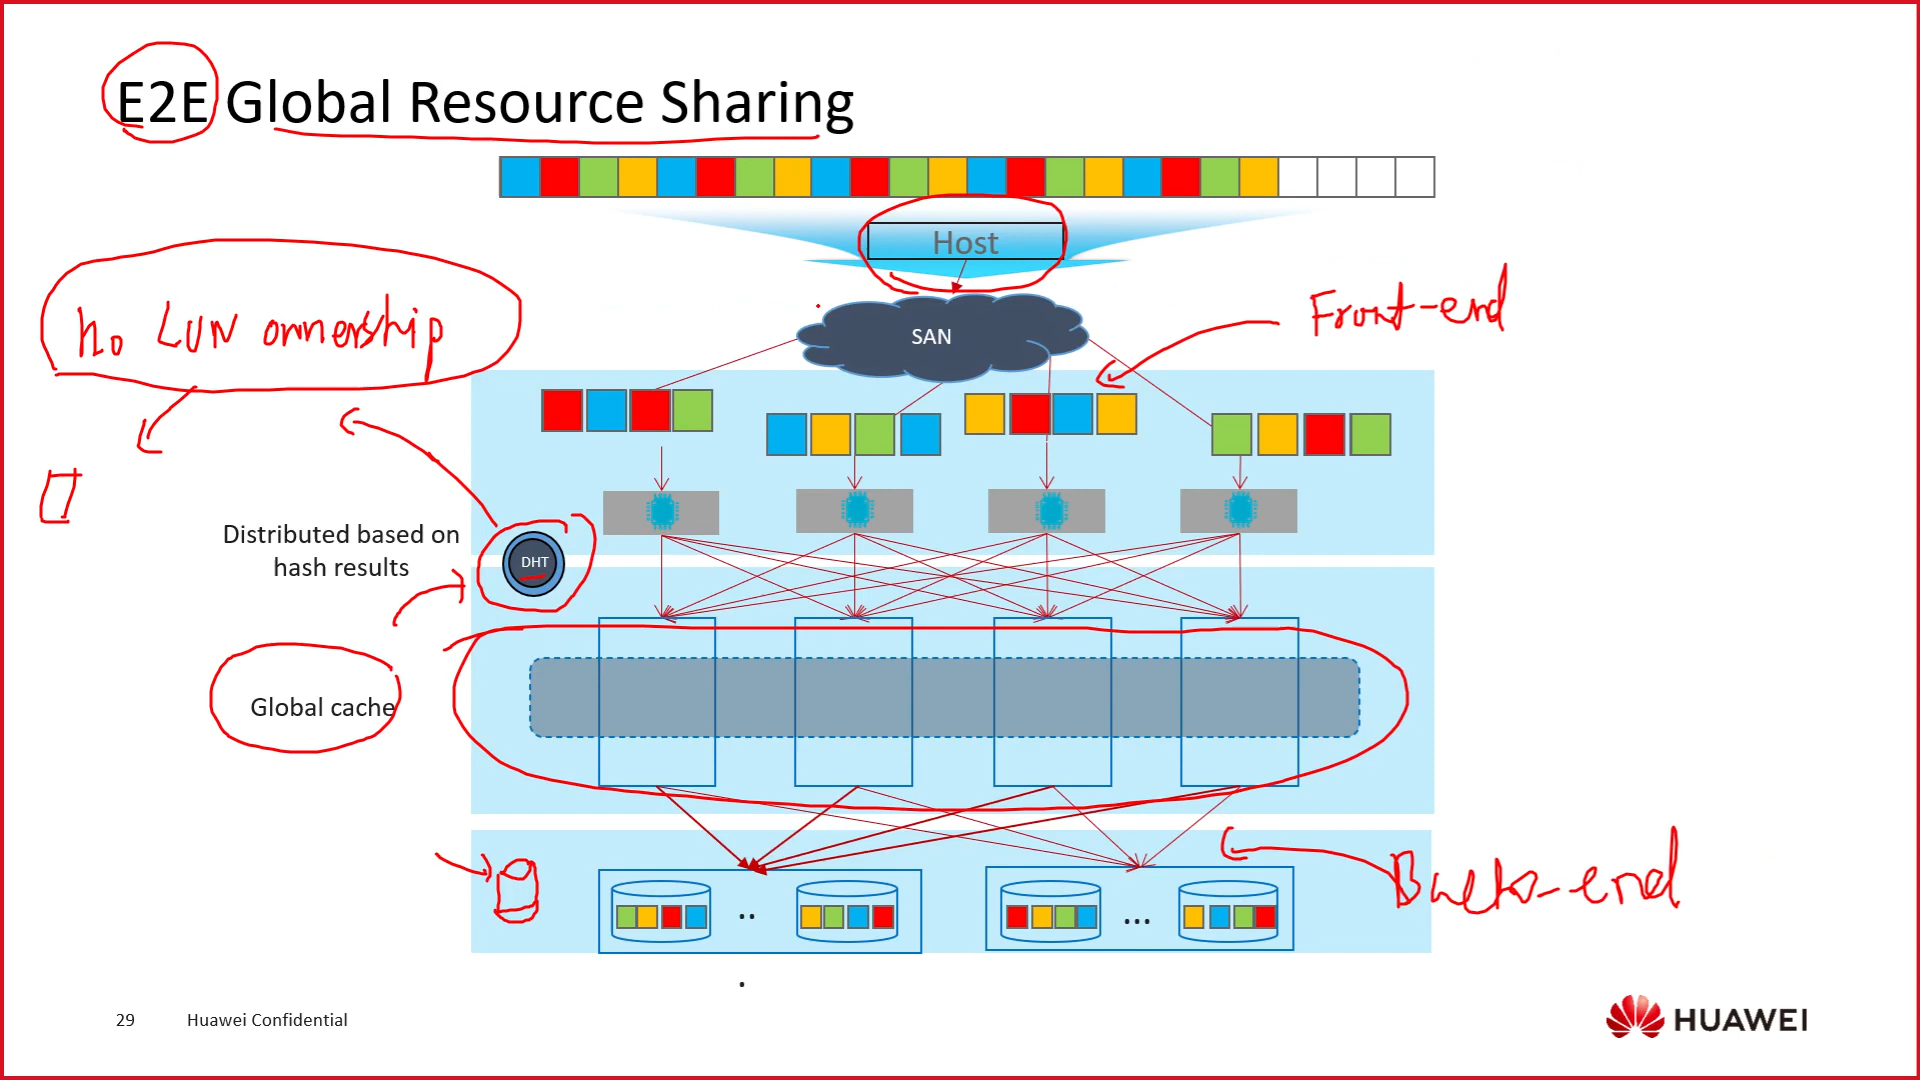 E2E Global Resource Sharing
Host
Front-end
no LUN ownership
SAN
Distributed based on
hash results
DHT
Global cache
Back-end
..
...
.
29 Huawei Confidential
HUAWEI